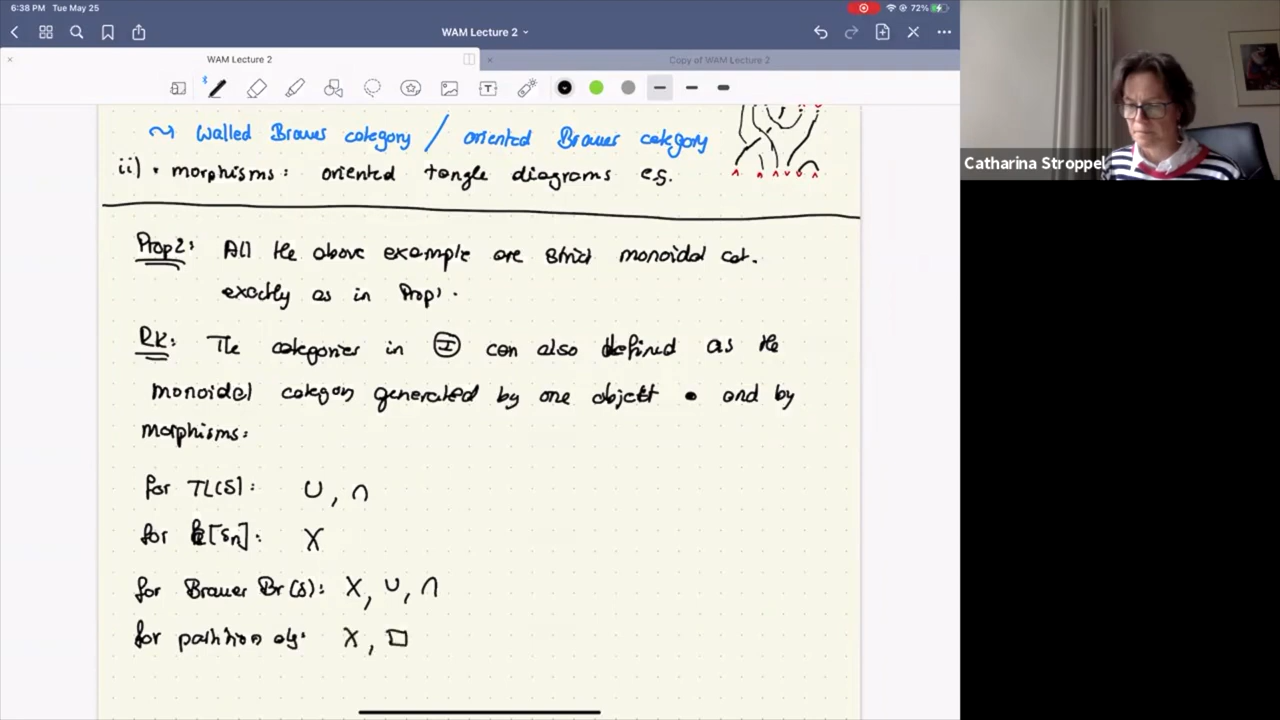 6:38 PM Tue May 25
72%
WAM Lecture 2
WAM Lecture 2
Copy of WAM Lecture 2
~> Walled Brauer category / oriented Brauer category
ii) • morphisms: oriented tangle diagrams e.g.
Prop2: All the above example are strict monoidal cat.
exactly as in Prop1.
Rk: The categories in Ⓘ can also defined as the
monoidal category generated by one object • and by
morphisms:
for TL(δ): ∪, ∩
for k[Sn]: X
for Brauer Br(δ): X, ∪, ∩
for partition alg: X, □
Catharina Stroppel